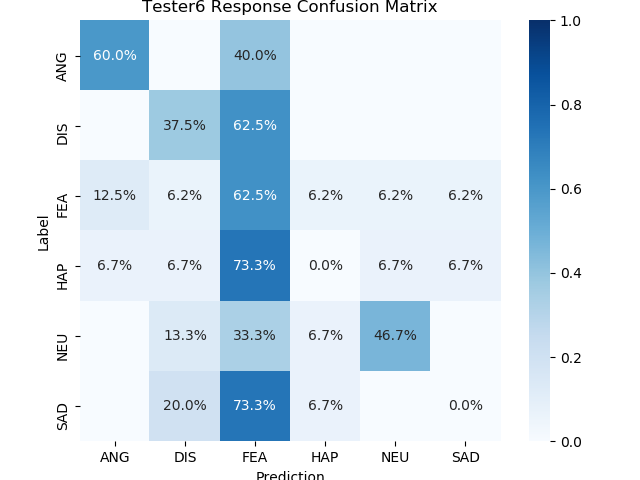 Tester6 Response Confusion Matrix
1.0
ANG 60.0% 40.0%
0.8
DIS 37.5% 62.5%
0.6
FEA 12.5% 6.2% 62.5% 6.2% 6.2% 6.2%
Label
HAP 6.7% 6.7% 73.3% 0.0% 6.7% 6.7%
0.4
NEU 13.3% 33.3% 6.7% 46.7%
0.2
SAD 20.0% 73.3% 6.7% 0.0%
0.0
ANG DIS FEA HAP NEU SAD
Prediction